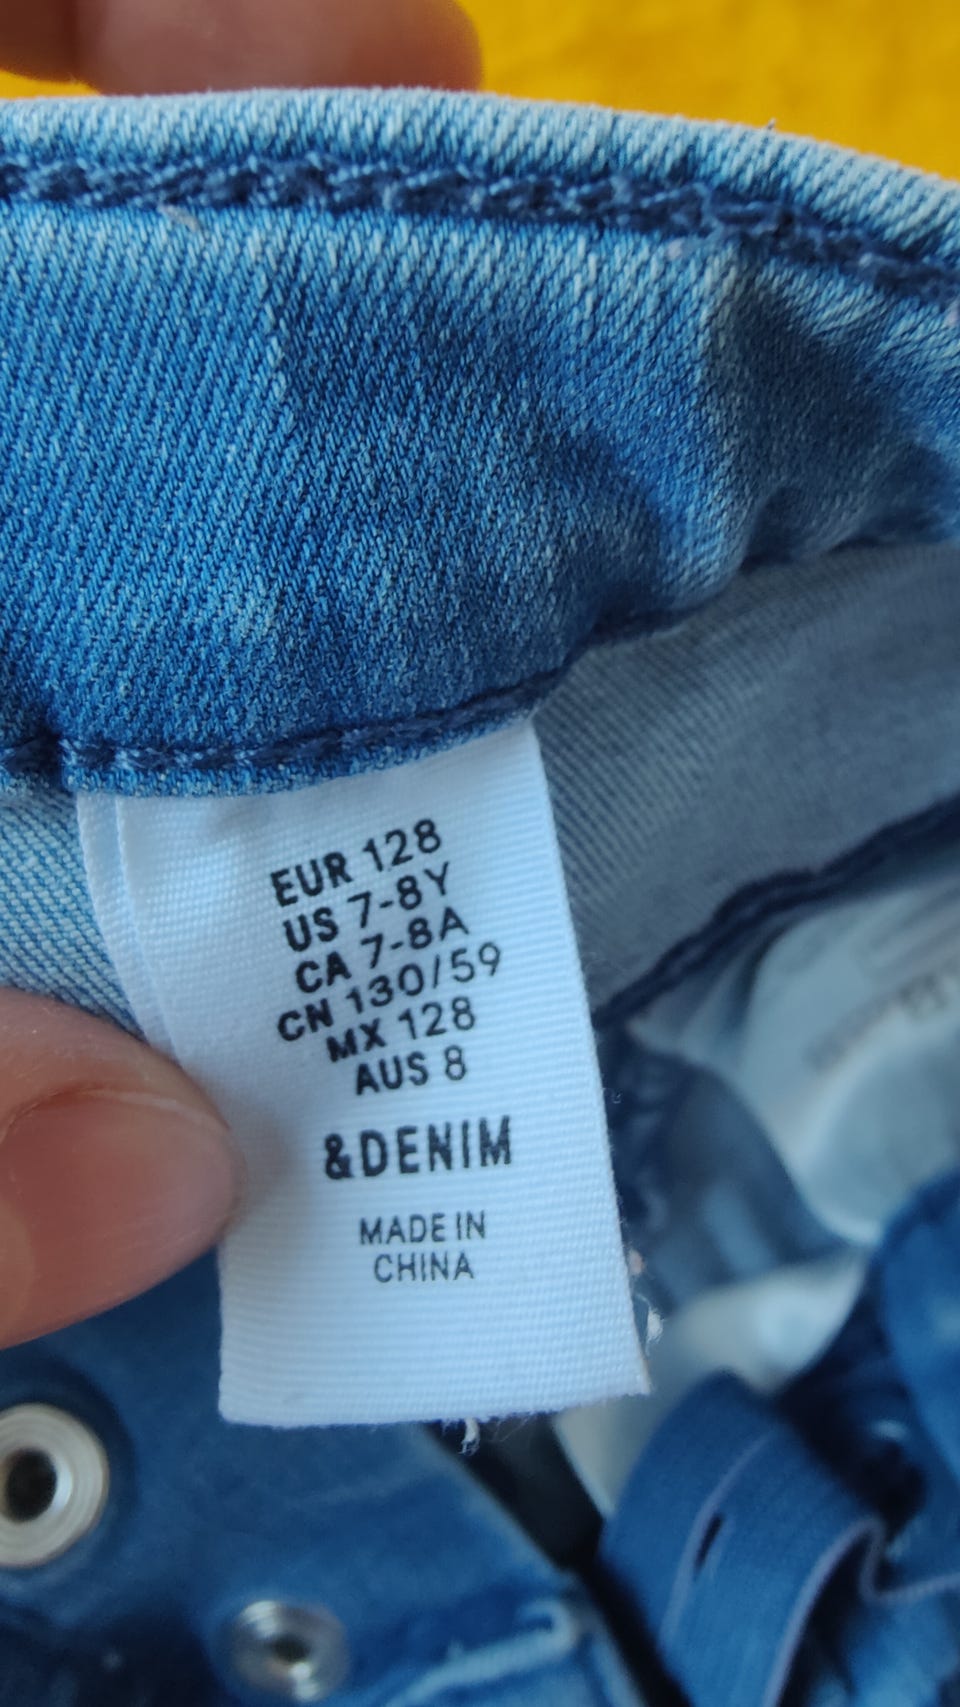 EUR 128
US 7-8Y
CA 7-8A
CN 130/59
MX 128
AUS 8
&DENIM
MADE IN
CHINA